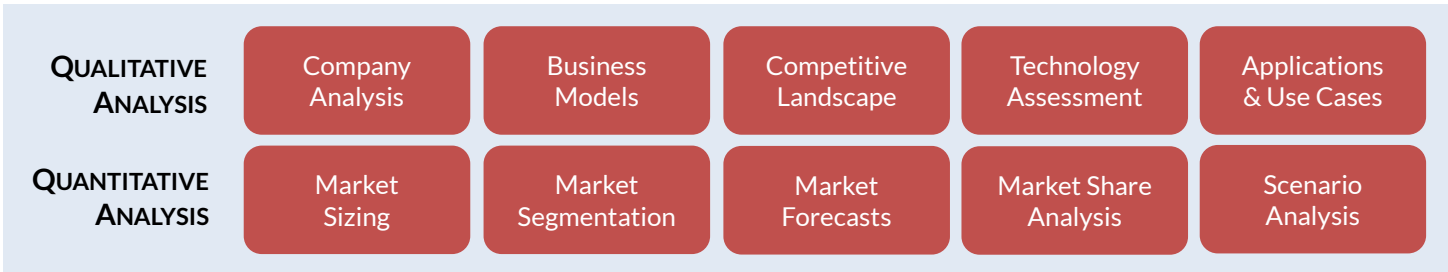 QUALITATIVE
ANALYSIS
Company
Analysis
Business
Models
Competitive
Landscape
Technology
Assessment
Applications
& Use Cases
QUANTITATIVE
ANALYSIS
Market
Sizing
Market
Segmentation
Market
Forecasts
Market Share
Analysis
Scenario
Analysis